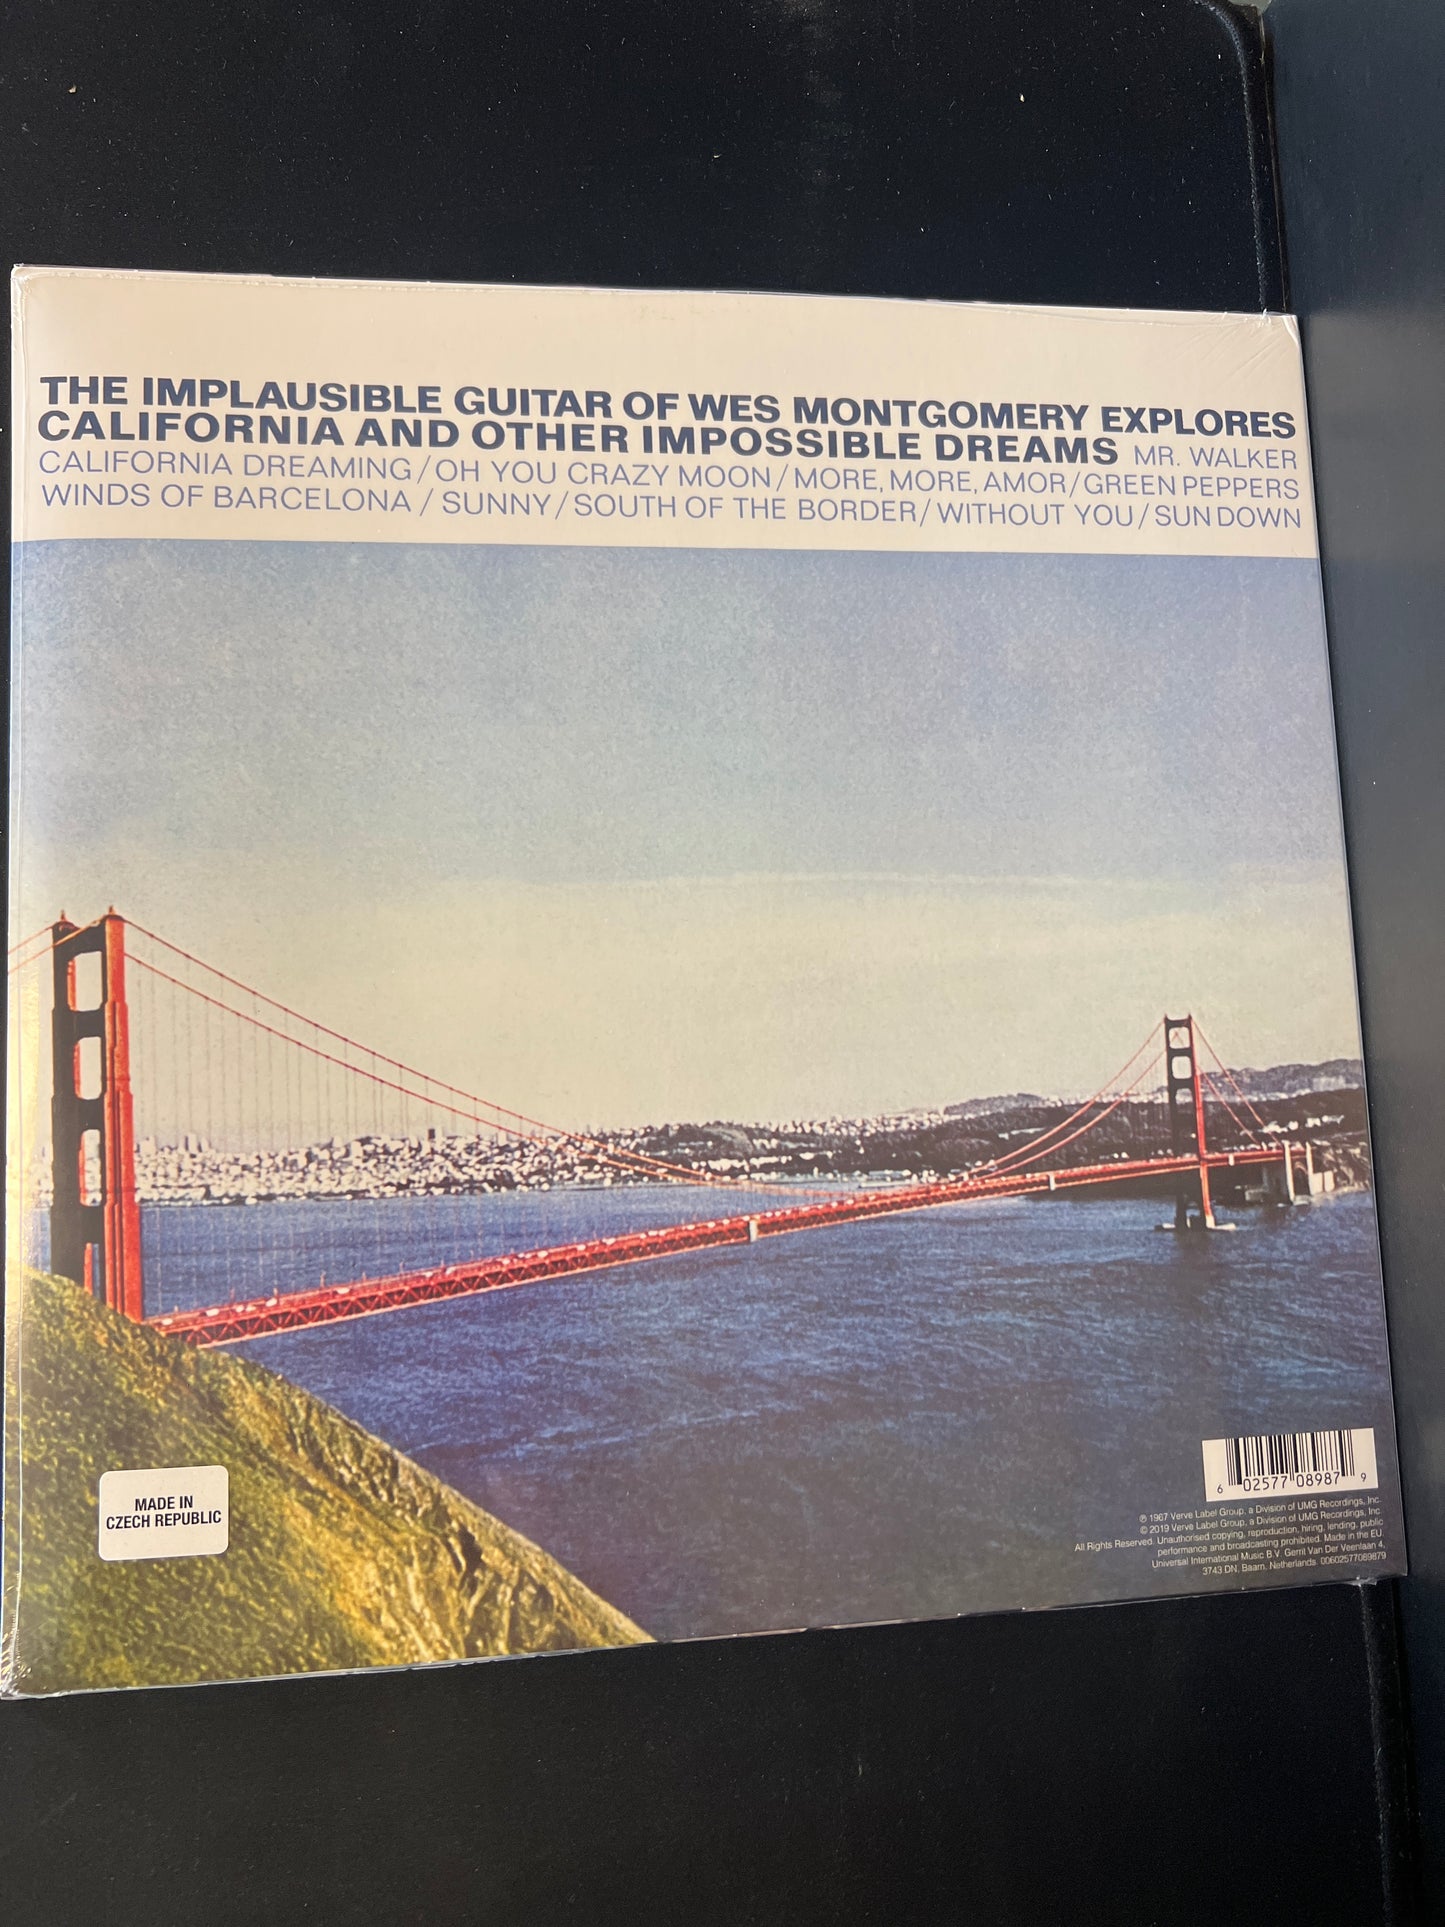 THE IMPLAUSIBLE GUITAR OF WES MONTGOMERY EXPLORES
CALIFORNIA AND OTHER IMPOSSIBLE DREAMS MR. WALKER
CALIFORNIA DREAMING/OH YOU CRAZY MOON/MORE, MORE, AMOR/GREEN PEPPERS
WINDS OF BARCELONA / SUNNY/SOUTH OF THE BORDER/WITHOUT YOU/SUNDOWN
MADE IN
CZECH REPUBLIC
6 02577 08987 9
℗ 1967 Verve Label Group, a Division of UMG Recordings, Inc.
© 2019 Verve Label Group, a Division of UMG Recordings, Inc.
All Rights Reserved. Unauthorised copying, reproduction, hiring, lending, public
performance and broadcasting prohibited. Made in the EU.
Universal International Music B.V. Gerrit Van Der Veenlaan 4,
3743 DN, Baarn, Netherlands. 00602577089879